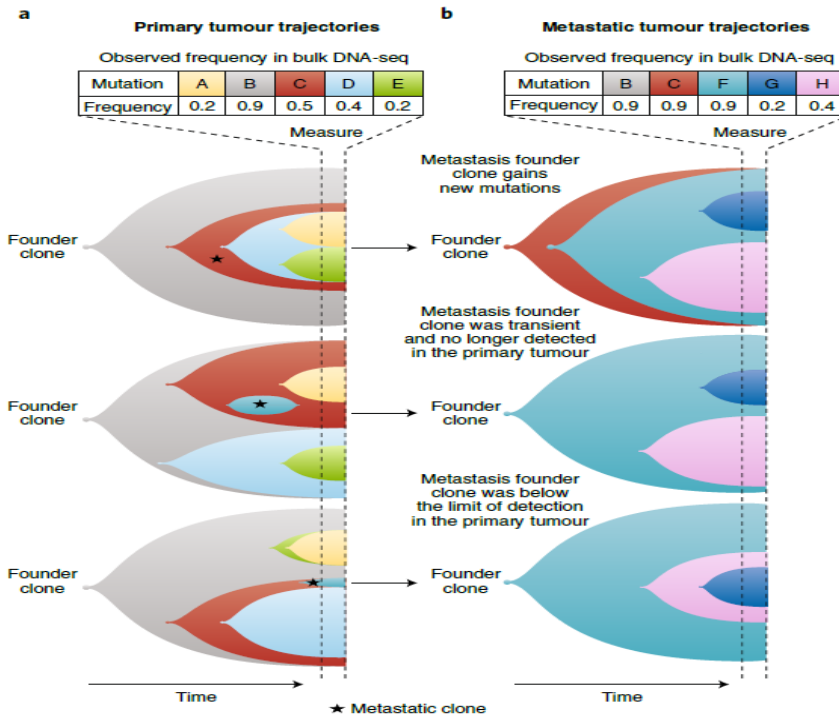 a
Primary tumour trajectories
Observed frequency in bulk DNA-seq
Mutation A B C D E
Frequency 0.2 0.9 0.5 0.4 0.2
Measure
Founder
clone
Founder
clone
Founder
clone
Time
b
Metastatic tumour trajectories
Observed frequency in bulk DNA-seq
Mutation B C F G H
Frequency 0.9 0.9 0.9 0.2 0.4
Measure
Metastasis founder
clone gains
new mutations
Founder
clone
Metastasis founder
clone was transient
and no longer detected
in the primary tumour
Founder
clone
Metastasis founder
clone was below
the limit of detection
in the primary tumour
Founder
clone
Time
★ Metastatic clone